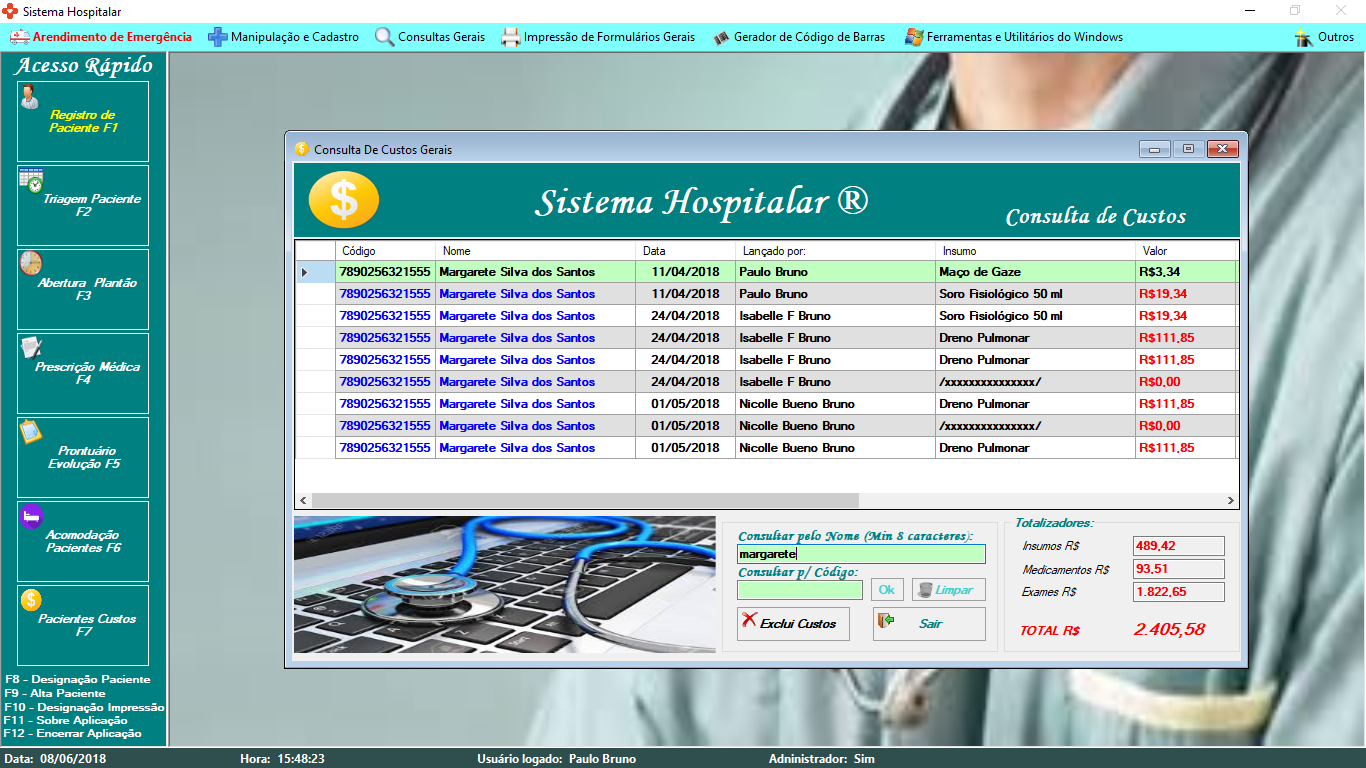 Sistema Hospitalar
Arendimento de Emergência
Manipulação e Cadastro
Consultas Gerais
Impressão de Formulários Gerais
Gerador de Código de Barras
Ferramentas e Utilitários do Windows
Outros
Acesso Rápido
Registro de
Paciente F1
Triagem Paciente
F2
Abertura Plantão
F3
Prescrição Médica
F4
Prontuário
Evolução F5
Acomodação
Pacientes F6
Pacientes Custos
F7
F8 - Designação Paciente
F9 - Alta Paciente
F10 - Designação Impressão
F11 - Sobre Aplicação
F12 - Encerrar Aplicação
Consulta De Custos Gerais
$
Sistema Hospitalar ®
Consulta de Custos
Código Nome Data Lançado por: Insumo Valor
7890256321555 Margarete Silva dos Santos 11/04/2018 Paulo Bruno Maço de Gaze R$3,34
7890256321555 Margarete Silva dos Santos 11/04/2018 Paulo Bruno Soro Fisiológico 50 ml R$19,34
7890256321555 Margarete Silva dos Santos 24/04/2018 Isabelle F Bruno Soro Fisiológico 50 ml R$19,34
7890256321555 Margarete Silva dos Santos 24/04/2018 Isabelle F Bruno Dreno Pulmonar R$111,85
7890256321555 Margarete Silva dos Santos 24/04/2018 Isabelle F Bruno Dreno Pulmonar R$111,85
7890256321555 Margarete Silva dos Santos 24/04/2018 Isabelle F Bruno /xxxxxxxxxxxxxxx/ R$0,00
7890256321555 Margarete Silva dos Santos 01/05/2018 Nicolle Bueno Bruno Dreno Pulmonar R$111,85
7890256321555 Margarete Silva dos Santos 01/05/2018 Nicolle Bueno Bruno /xxxxxxxxxxxxxxx/ R$0,00
7890256321555 Margarete Silva dos Santos 01/05/2018 Nicolle Bueno Bruno Dreno Pulmonar R$111,85
Consultar pelo Nome (Min 8 caracteres):
margarete
Consultar p/ Código:
Ok
Limpar
Exclui Custos
Sair
Totalizadores:
Insumos R$ 489,42
Medicamentos R$ 93,51
Exames R$ 1.822,65
TOTAL R$ 2.405,58
Data: 08/06/2018
Hora: 15:48:23
Usuário logado: Paulo Bruno
Adninistrador: Sim